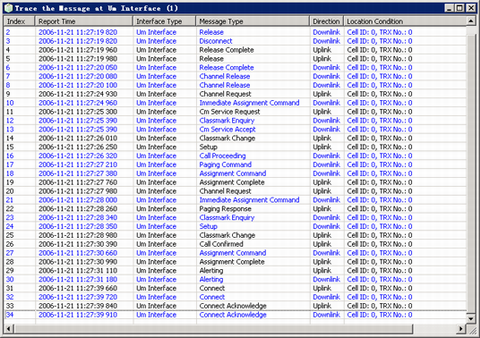 Trace the Message at Um Interface (1)
Index Report Time Interface Type Message Type Direction Location Condition
2 2006-11-21 11:27:19 820 Um Interface Release Downlink Cell ID: 0, TRX No.: 0
3 2006-11-21 11:27:19 820 Um Interface Disconnect Downlink Cell ID: 0, TRX No.: 0
4 2006-11-21 11:27:19 960 Um Interface Release Complete Uplink Cell ID: 0, TRX No.: 0
5 2006-11-21 11:27:19 980 Um Interface Release Uplink Cell ID: 0, TRX No.: 0
6 2006-11-21 11:27:20 050 Um Interface Release Complete Downlink Cell ID: 0, TRX No.: 0
7 2006-11-21 11:27:20 080 Um Interface Channel Release Downlink Cell ID: 0, TRX No.: 0
8 2006-11-21 11:27:20 100 Um Interface Channel Release Downlink Cell ID: 0, TRX No.: 0
9 2006-11-21 11:27:24 930 Um Interface Channel Request Uplink Cell ID: 0, TRX No.: 0
10 2006-11-21 11:27:24 960 Um Interface Immediate Assignment Command Downlink Cell ID: 0, TRX No.: 0
11 2006-11-21 11:27:25 300 Um Interface Cm Service Request Uplink Cell ID: 0, TRX No.: 0
12 2006-11-21 11:27:25 390 Um Interface Classmark Enquiry Downlink Cell ID: 0, TRX No.: 0
13 2006-11-21 11:27:25 390 Um Interface Cm Service Accept Downlink Cell ID: 0, TRX No.: 0
14 2006-11-21 11:27:26 010 Um Interface Classmark Change Uplink Cell ID: 0, TRX No.: 0
15 2006-11-21 11:27:26 250 Um Interface Setup Uplink Cell ID: 0, TRX No.: 0
16 2006-11-21 11:27:26 320 Um Interface Call Proceeding Downlink Cell ID: 0, TRX No.: 0
17 2006-11-21 11:27:27 210 Um Interface Paging Command Downlink Cell ID: 0, TRX No.: 0
18 2006-11-21 11:27:27 380 Um Interface Assignment Command Downlink Cell ID: 0, TRX No.: 0
19 2006-11-21 11:27:27 760 Um Interface Assignment Complete Uplink Cell ID: 0, TRX No.: 0
20 2006-11-21 11:27:27 980 Um Interface Channel Request Uplink Cell ID: 0, TRX No.: 0
21 2006-11-21 11:27:28 000 Um Interface Immediate Assignment Command Downlink Cell ID: 0, TRX No.: 0
22 2006-11-21 11:27:28 260 Um Interface Paging Response Uplink Cell ID: 0, TRX No.: 0
23 2006-11-21 11:27:28 340 Um Interface Classmark Enquiry Downlink Cell ID: 0, TRX No.: 0
24 2006-11-21 11:27:28 350 Um Interface Setup Downlink Cell ID: 0, TRX No.: 0
25 2006-11-21 11:27:28 980 Um Interface Classmark Change Uplink Cell ID: 0, TRX No.: 0
26 2006-11-21 11:27:30 390 Um Interface Call Confirmed Uplink Cell ID: 0, TRX No.: 0
27 2006-11-21 11:27:30 660 Um Interface Assignment Command Downlink Cell ID: 0, TRX No.: 0
28 2006-11-21 11:27:30 990 Um Interface Assignment Complete Uplink Cell ID: 0, TRX No.: 0
29 2006-11-21 11:27:31 110 Um Interface Alerting Uplink Cell ID: 0, TRX No.: 0
30 2006-11-21 11:27:31 180 Um Interface Alerting Downlink Cell ID: 0, TRX No.: 0
31 2006-11-21 11:27:39 660 Um Interface Connect Uplink Cell ID: 0, TRX No.: 0
32 2006-11-21 11:27:39 720 Um Interface Connect Downlink Cell ID: 0, TRX No.: 0
33 2006-11-21 11:27:39 840 Um Interface Connect Acknowledge Uplink Cell ID: 0, TRX No.: 0
34 2006-11-21 11:27:39 910 Um Interface Connect Acknowledge Downlink Cell ID: 0, TRX No.: 0